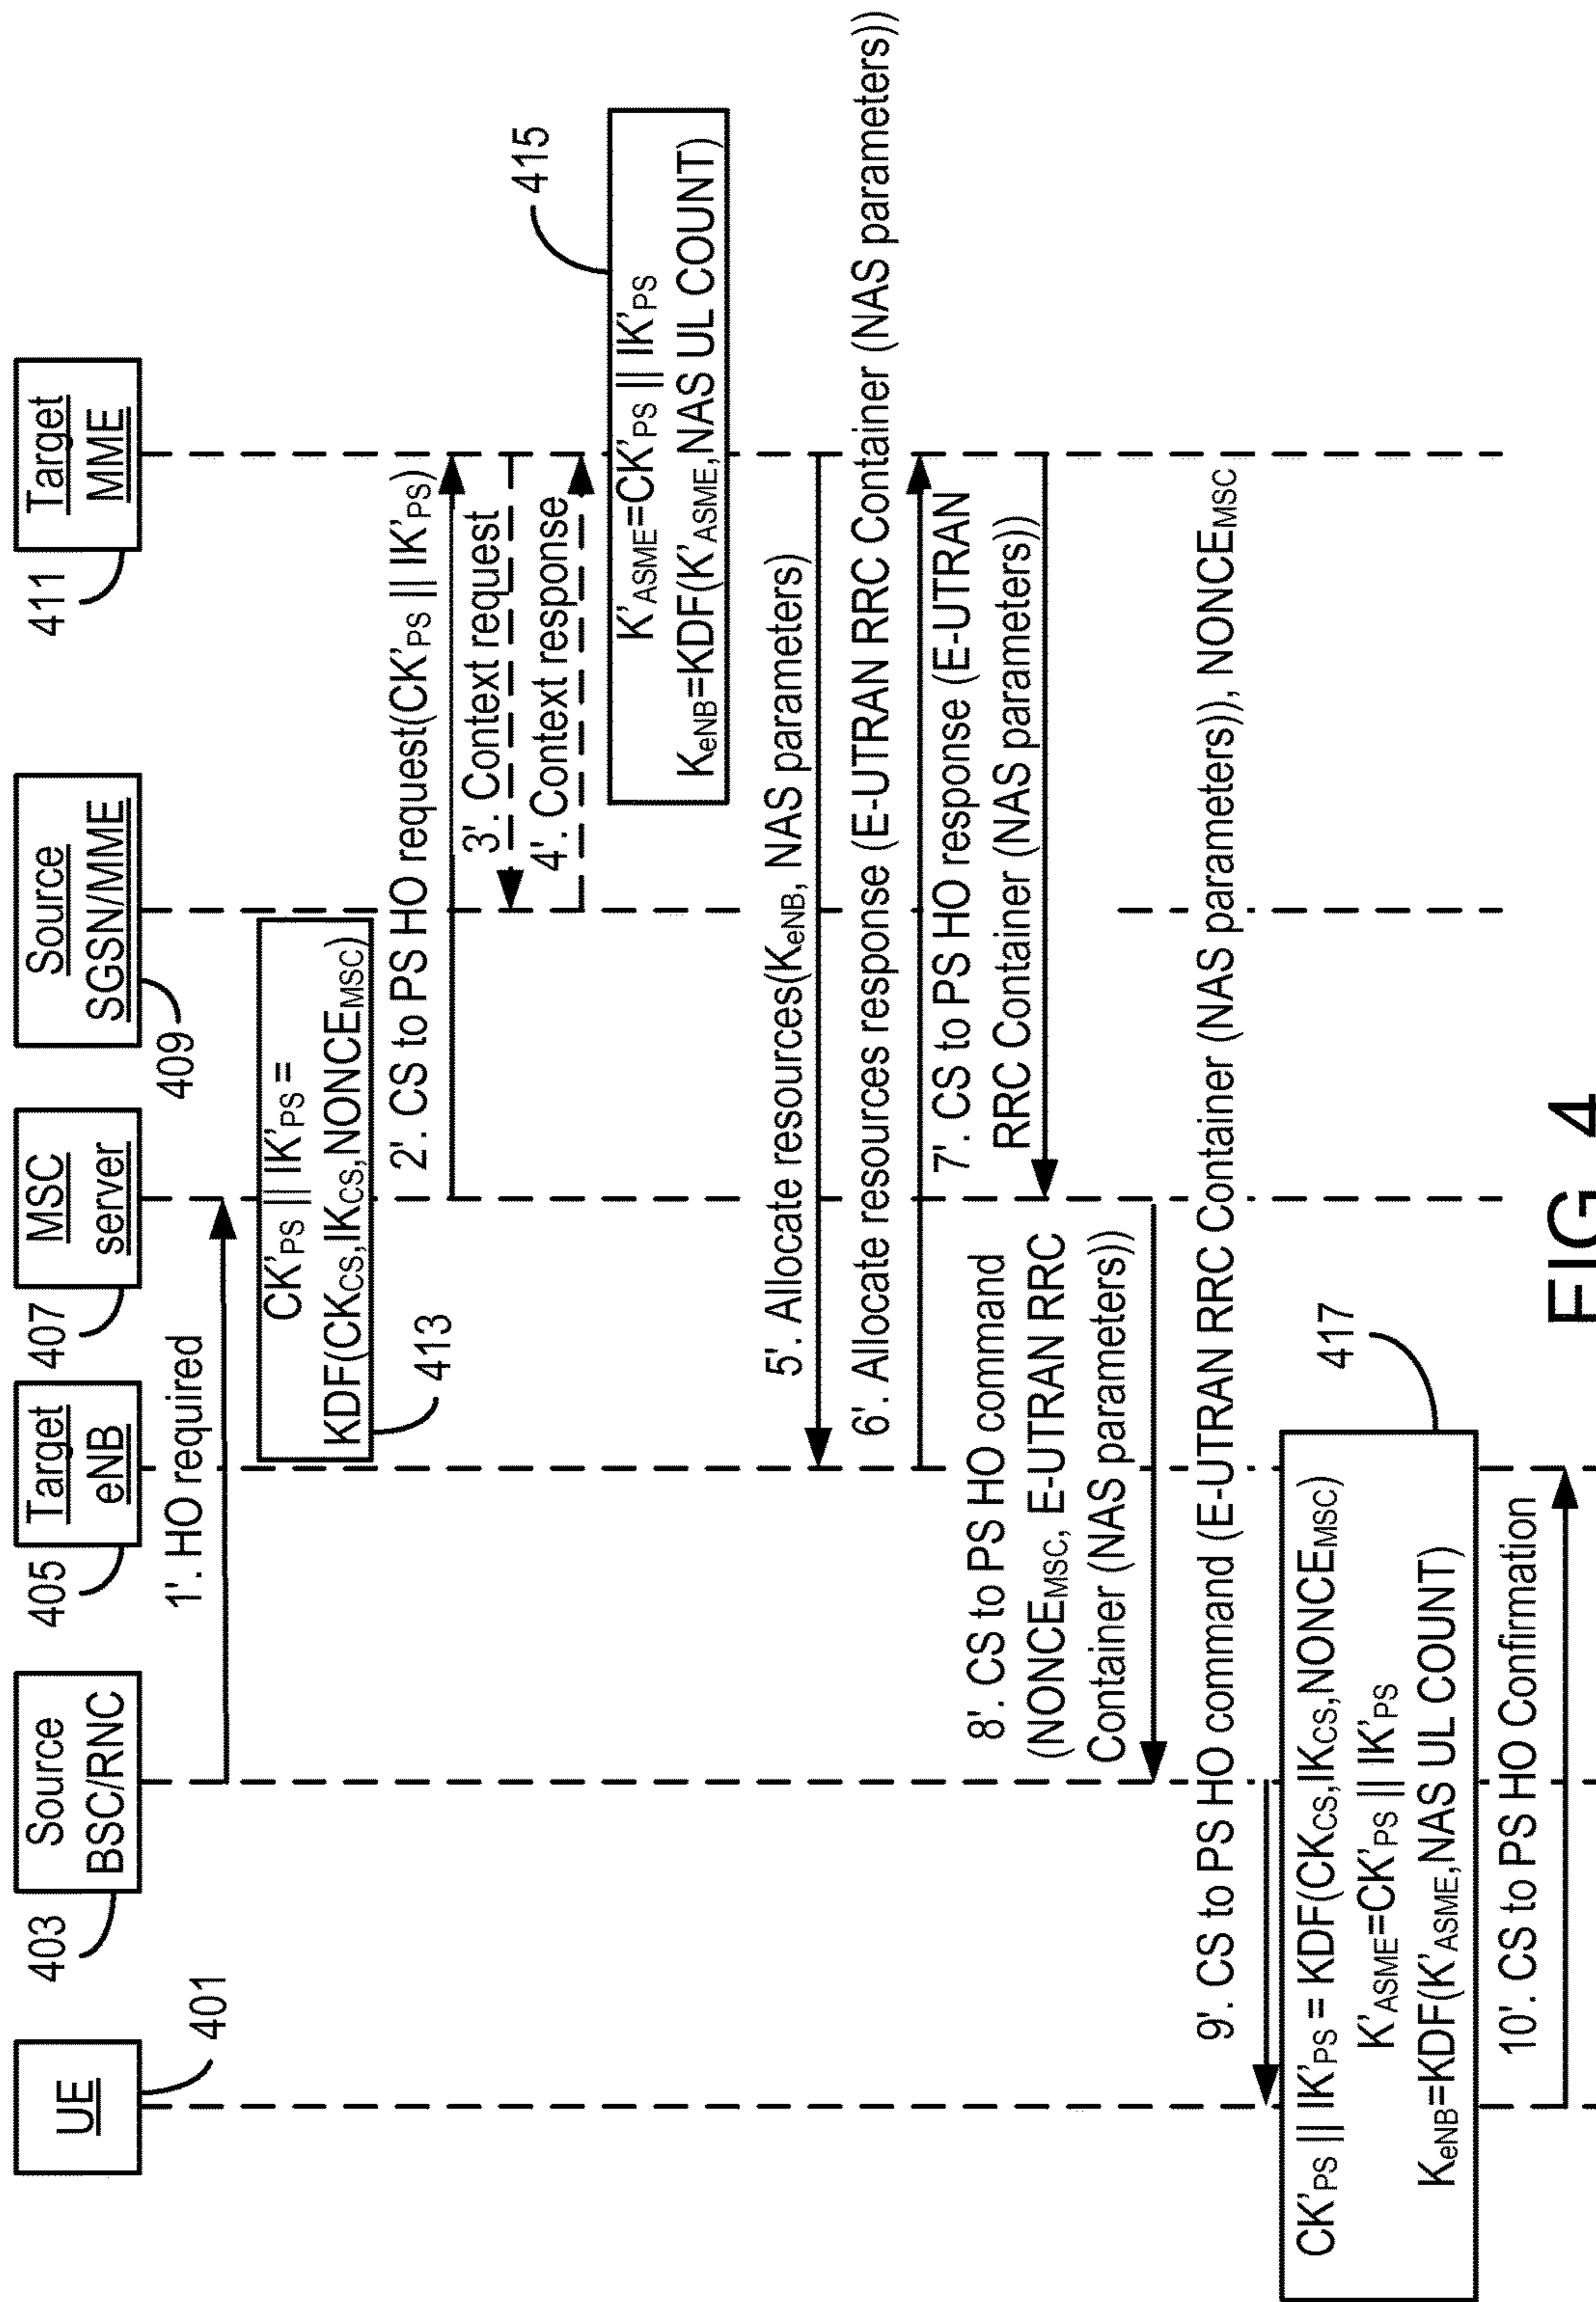 UE
401
Source
BSC/RNC
403
Target
eNB
405
MSC
server
407
Source
SGSN/MME
409
Target
MME
411
1'. HO required
CK'PS || IK'PS =
KDF(CKCS,IKCS,NONCEMSC)
413
2'. CS to PS HO request(CK'PS || IK'PS)
3'. Context request
4'. Context response
415
K'ASME=CK'PS || IK'PS
KeNB=KDF(K'ASME,NAS UL COUNT)
5'. Allocate resources(KeNB, NAS parameters)
6'. Allocate resources response (E-UTRAN RRC Container (NAS parameters))
7'. CS to PS HO response (E-UTRAN
RRC Container (NAS parameters))
8'. CS to PS HO command
(NONCEMSC, E-UTRAN RRC
Container (NAS parameters))
9'. CS to PS HO command (E-UTRAN RRC Container (NAS parameters)), NONCEMSC
CK'PS || IK'PS = KDF(CKCS,IKCS,NONCEMSC)
K'ASME=CK'PS || IK'PS
KeNB=KDF(K'ASME,NAS UL COUNT)
417
10'. CS to PS HO Confirmation
FIG 4